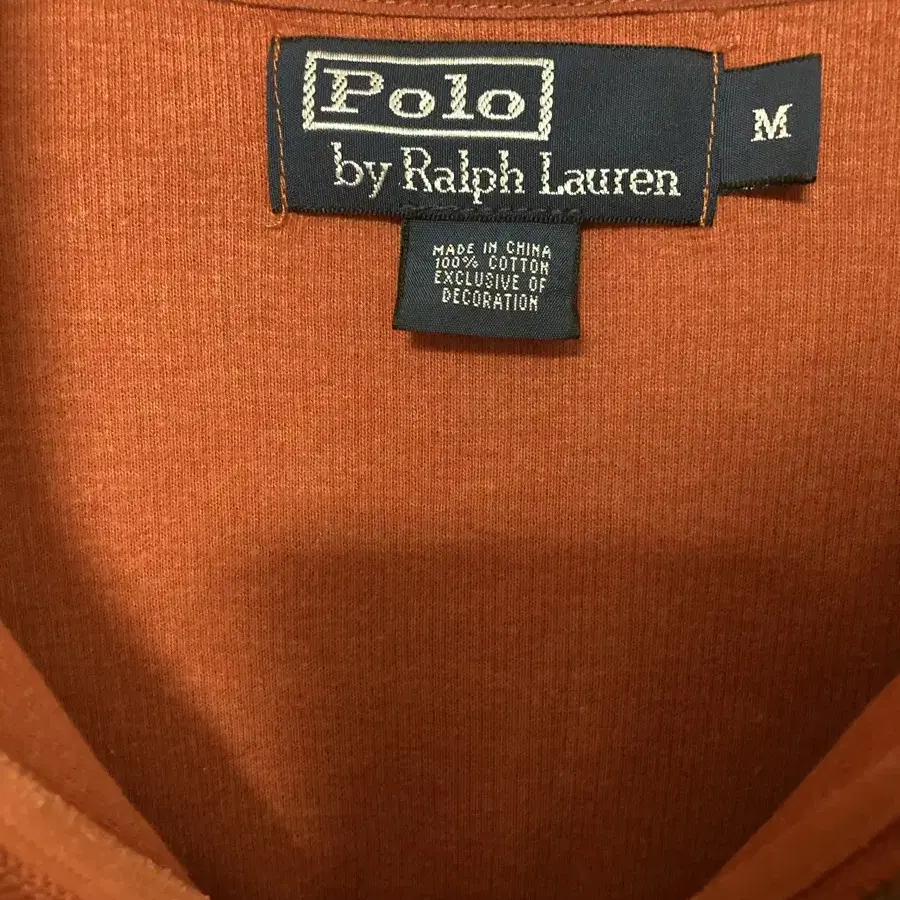 Polo
by Ralph Lauren
M
MADE IN CHINA
100% COTTON
EXCLUSIVE OF
DECORATION